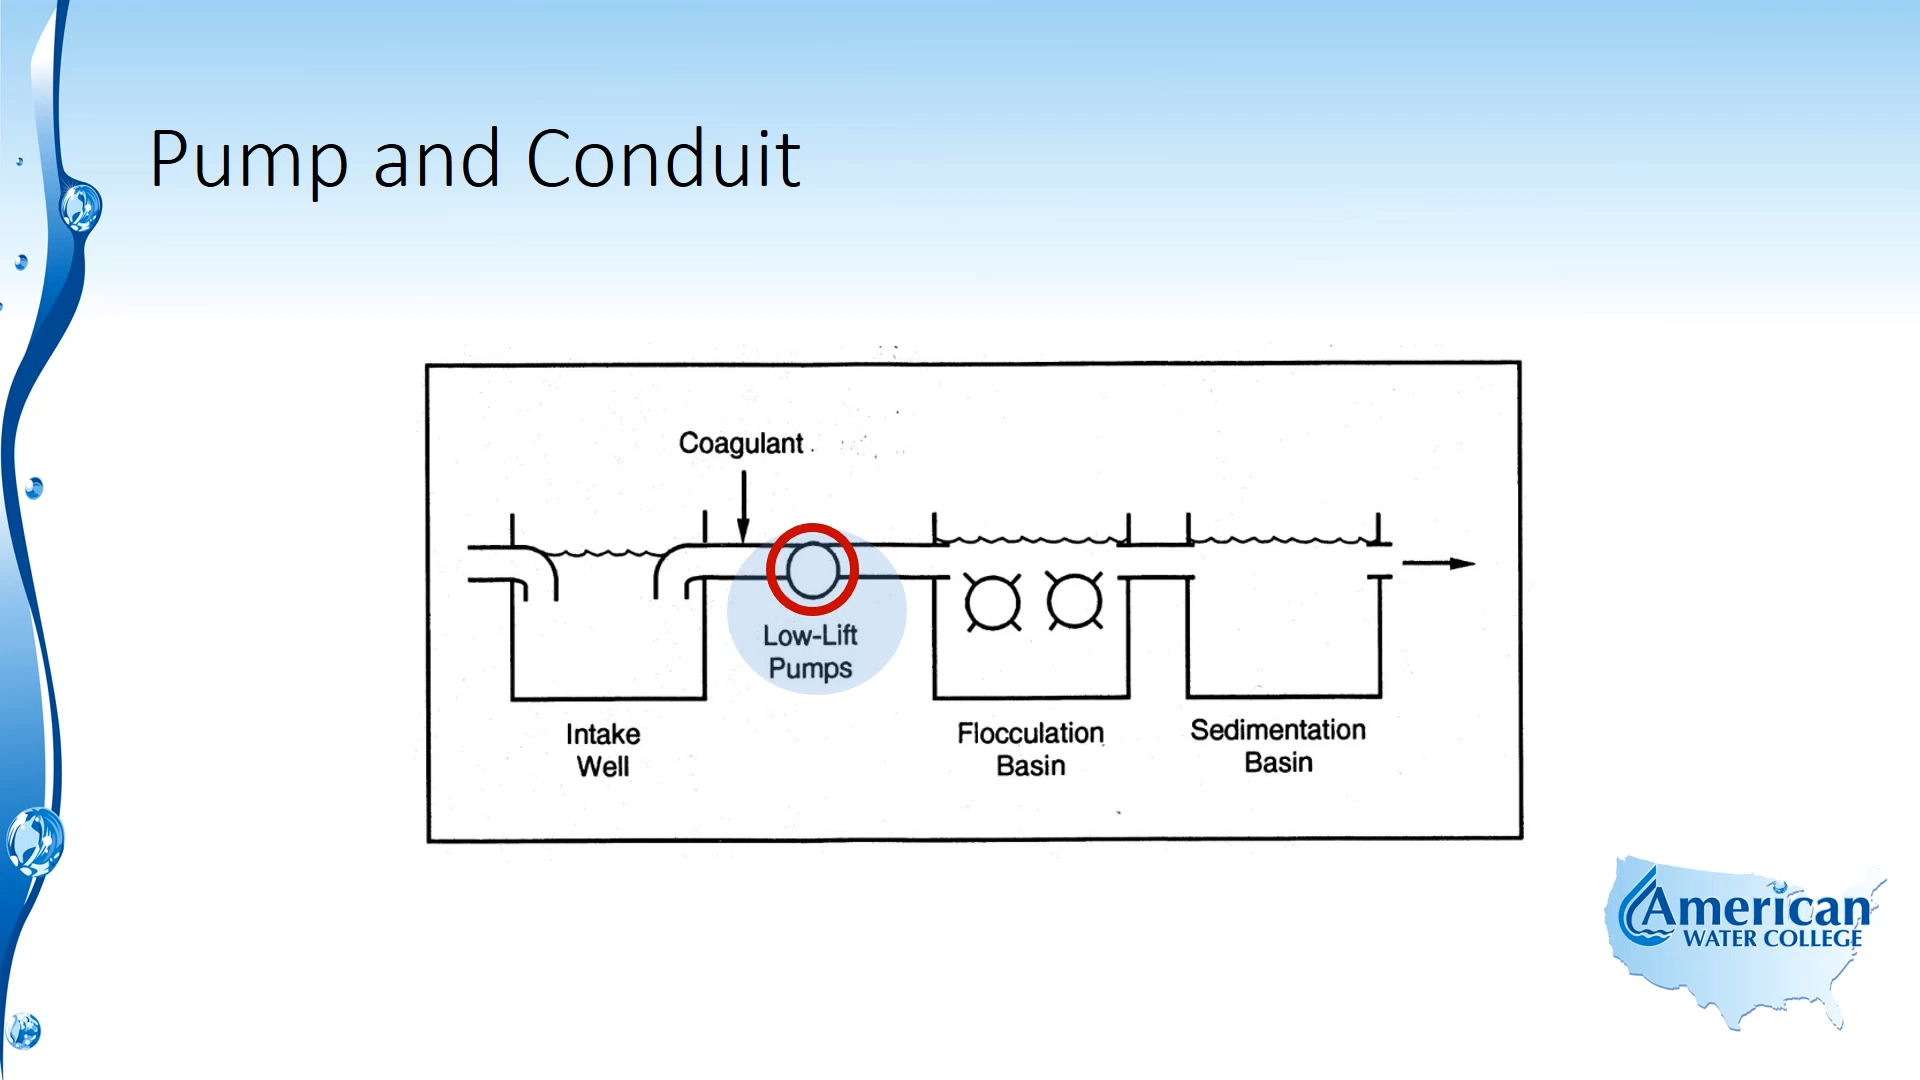 Pump and Conduit
Coagulant
Low-Lift
Pumps
Intake
Well
Flocculation
Basin
Sedimentation
Basin
American
WATER COLLEGE